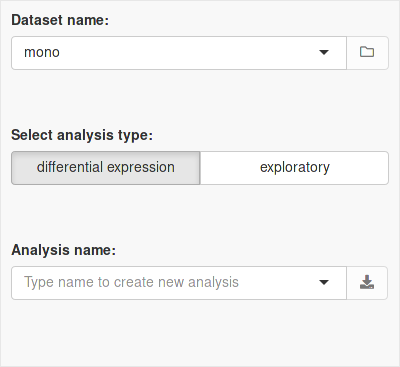 Dataset name:
mono
Select analysis type:
differential expression
exploratory
Analysis name:
Type name to create new analysis